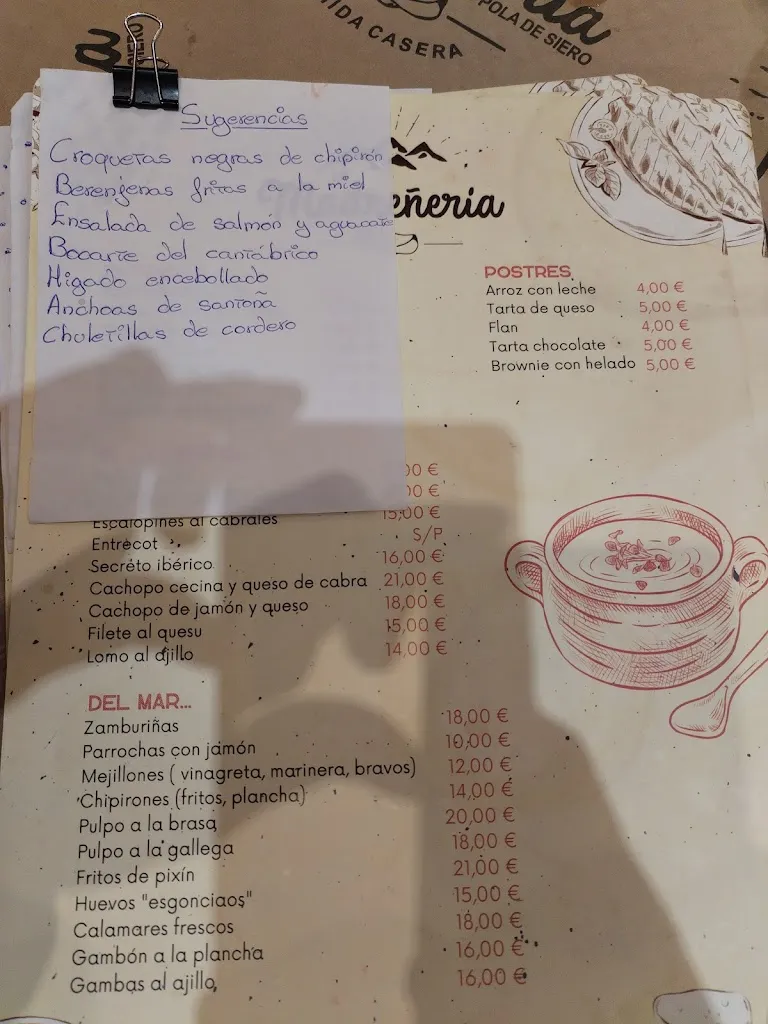 SIERO
COMIDA CASERA
POLA DE SIERO
Sugerencias
Croquetas negras de chipirón
Berenjenas fritas a la miel
Ensalada de salmón y aguacate
Bocarte del cantábrico
Higado encebollado
Anchoas de santoña
Chuletillas de cordero
eñeria
POSTRES
Arroz con leche 4,00 €
Tarta de queso 5,00 €
Flan 4,00 €
Tarta chocolate 5,00 €
Brownie con helado 5,00 €
00 €
00 €
Escalopines al cabrales 15,00 €
Entrecot S/P
Secreto ibérico 16,00 €
Cachopo cecina y queso de cabra 21,00 €
Cachopo de jamón y queso 18,00 €
Filete al quesu 15,00 €
Lomo al ajillo 14,00 €
DEL MAR...
Zamburiñas 18,00 €
Parrochas con jamón 10,00 €
Mejillones ( vinagreta, marinera, bravos) 12,00 €
Chipirones (fritos, plancha) 14,00 €
Pulpo a la brasa 20,00 €
Pulpo a la gallega 18,00 €
Fritos de pixín 21,00 €
Huevos "esgonciaos" 15,00 €
Calamares frescos 18,00 €
Gambón a la plancha 16,00 €
Gambas al ajillo, 16,00 €